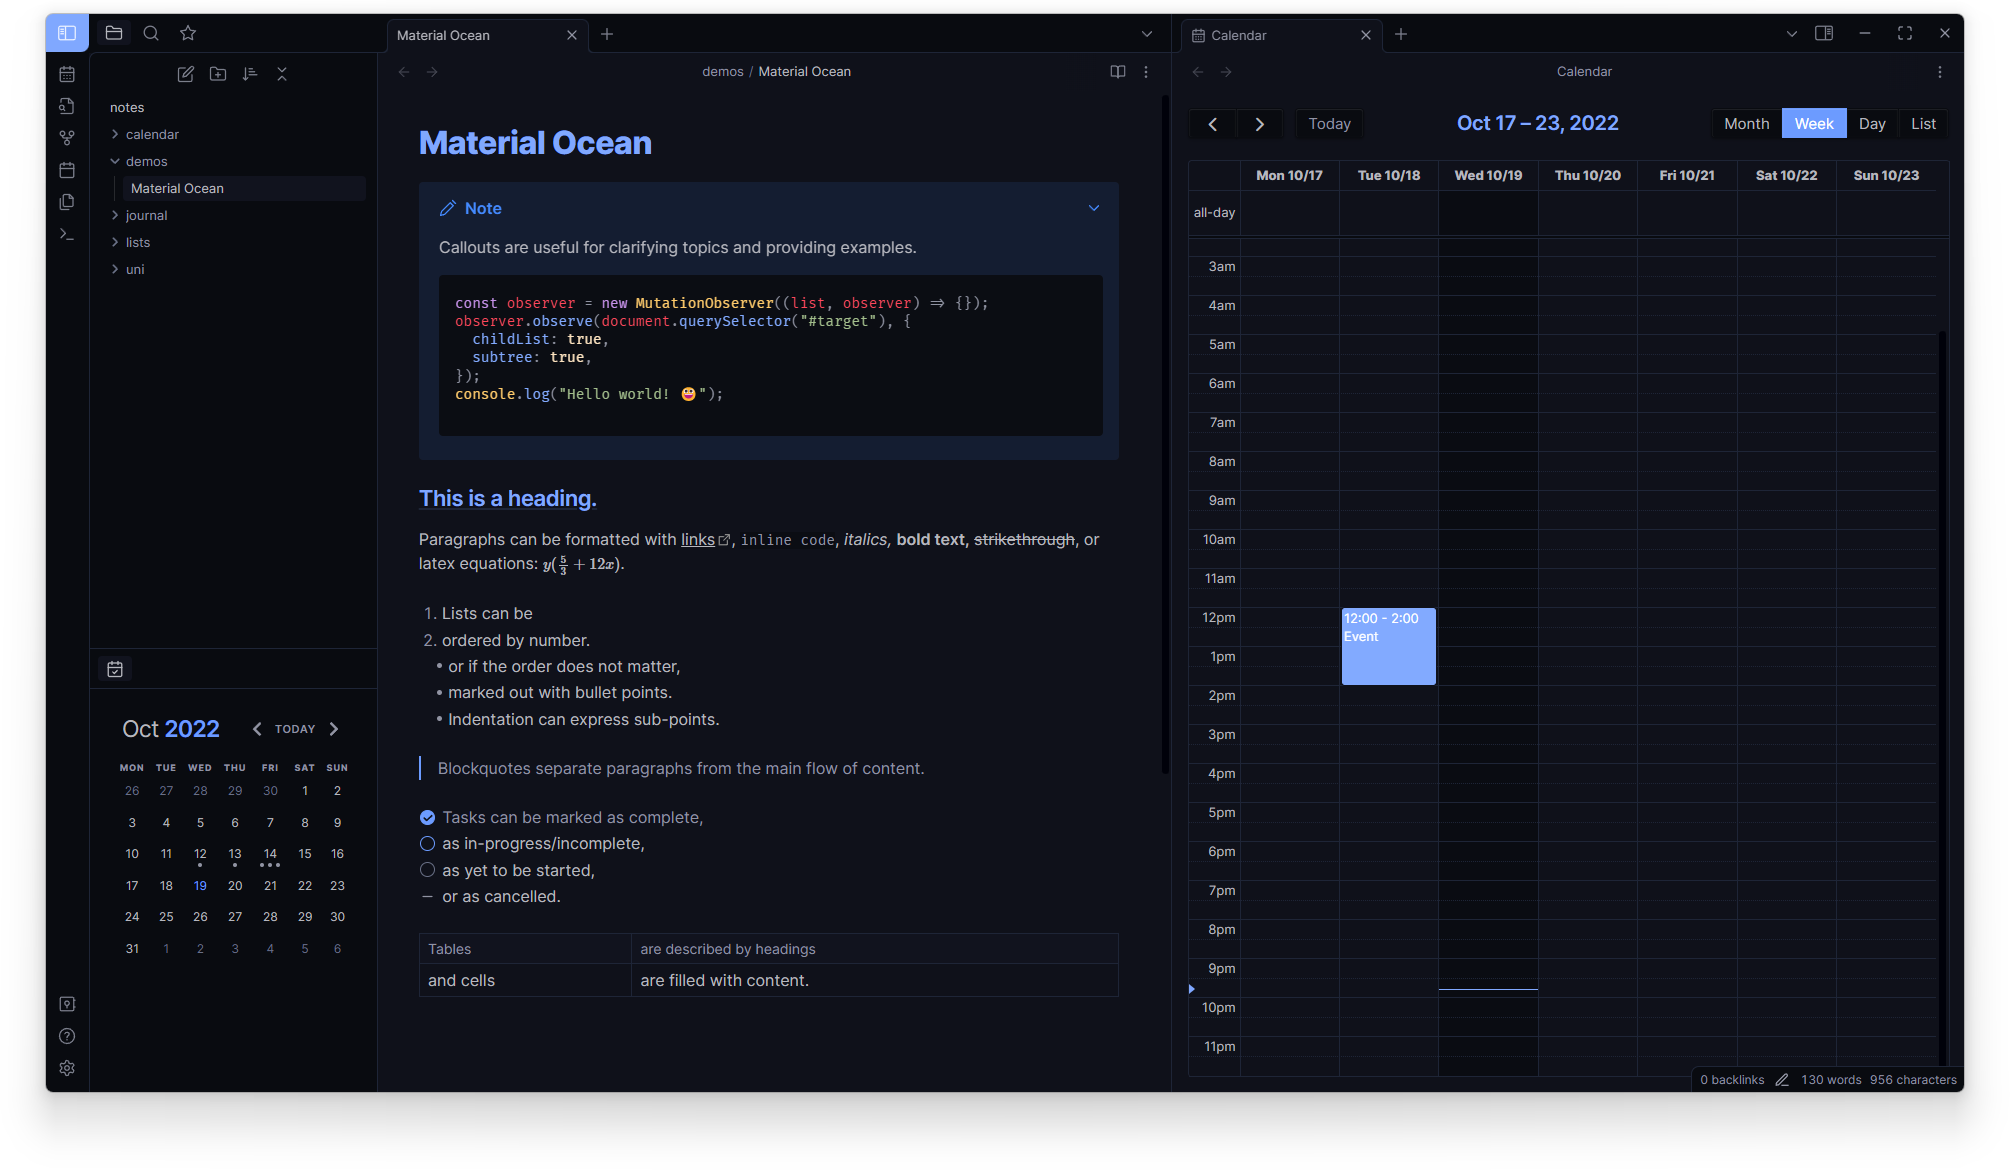 Material Ocean
Calendar
notes
calendar
demos
Material Ocean
journal
lists
uni
Oct 2022
TODAY
MON TUE WED THU FRI SAT SUN
26 27 28 29 30 1 2
3 4 5 6 7 8 9
10 11 12 13 14 15 16
17 18 19 20 21 22 23
24 25 26 27 28 29 30
31 1 2 3 4 5 6
demos / Material Ocean
Material Ocean
Note
Callouts are useful for clarifying topics and providing examples.
const observer = new MutationObserver((list, observer) => {});
observer.observe(document.querySelector("#target"), {
childList: true,
subtree: true,
});
console.log("Hello world! 😀");
This is a heading.
Paragraphs can be formatted with links, inline code, italics, bold text, strikethrough, or
latex equations: y(5/3 + 12x).
1. Lists can be
2. ordered by number.
• or if the order does not matter,
• marked out with bullet points.
• Indentation can express sub-points.
Blockquotes separate paragraphs from the main flow of content.
Tasks can be marked as complete,
as in-progress/incomplete,
as yet to be started,
or as cancelled.
Tables are described by headings
and cells are filled with content.
Calendar
Today
Oct 17 – 23, 2022
Month Week Day List
Mon 10/17 Tue 10/18 Wed 10/19 Thu 10/20 Fri 10/21 Sat 10/22 Sun 10/23
all-day
3am
4am
5am
6am
7am
8am
9am
10am
11am
12pm
12:00 - 2:00
Event
1pm
2pm
3pm
4pm
5pm
6pm
7pm
8pm
9pm
10pm
11pm
0 backlinks 130 words 956 characters